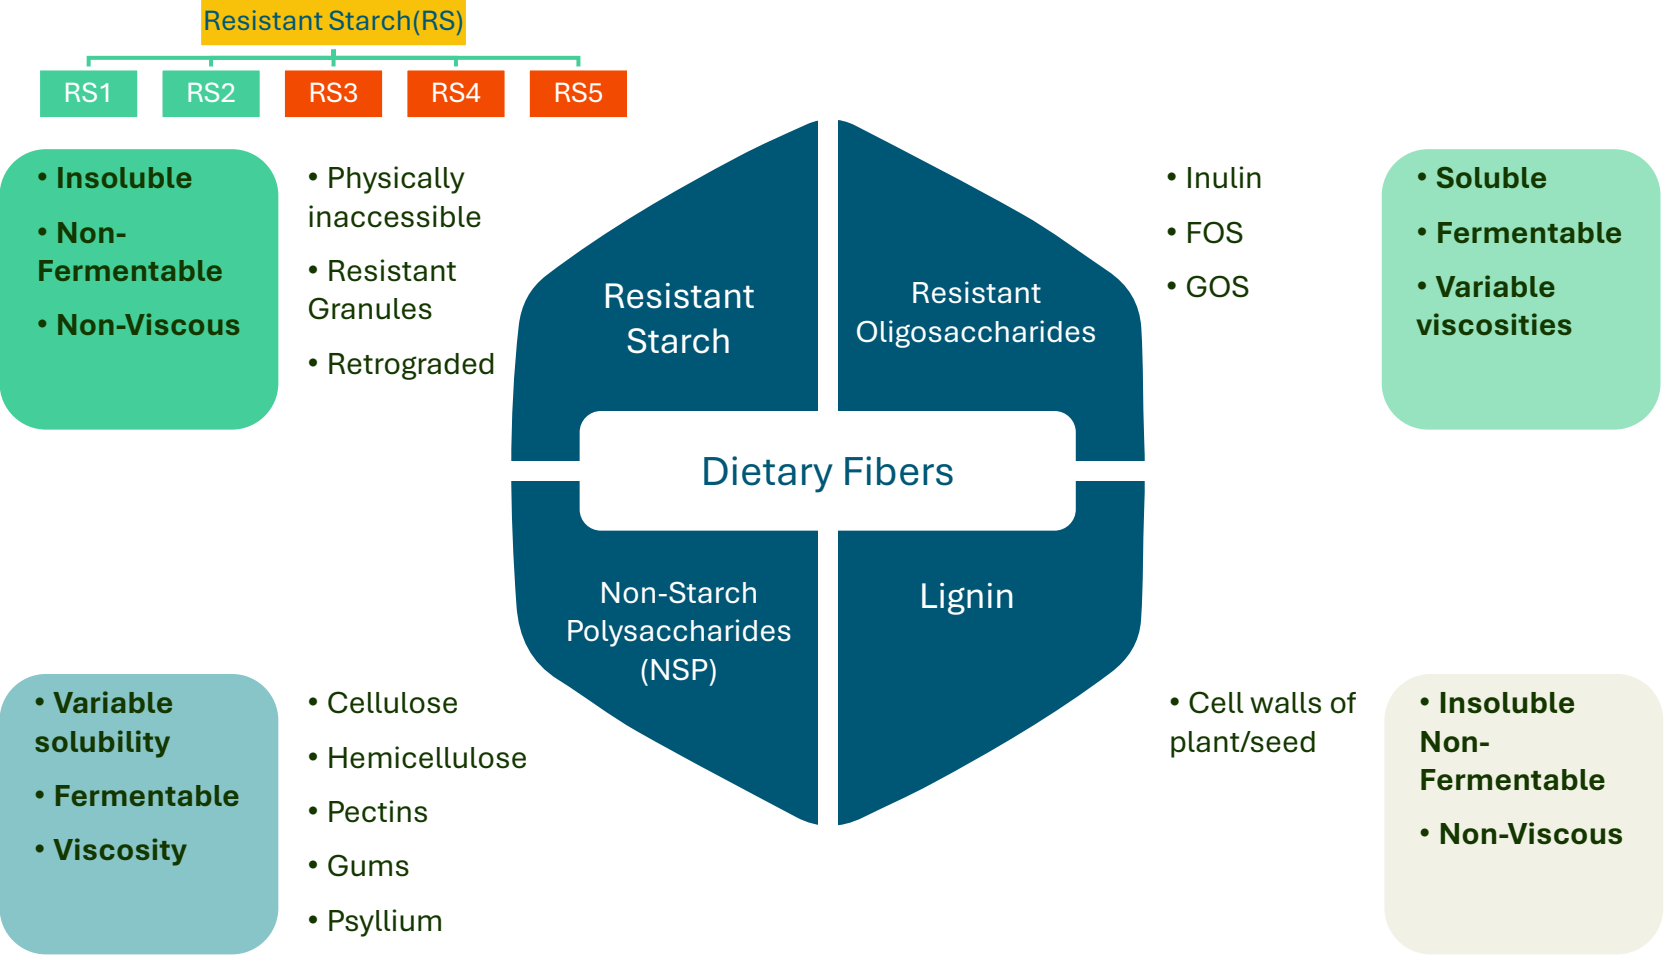 Resistant Starch(RS)
RS1
RS2
RS3
RS4
RS5
• Insoluble
• Non-
Fermentable
• Non-Viscous
• Physically
inaccessible
• Resistant
Granules
• Retrograded
Resistant
Starch
Resistant
Oligosaccharides
• Inulin
• FOS
• GOS
• Soluble
• Fermentable
• Variable
viscosities
Dietary Fibers
Non-Starch
Polysaccharides
(NSP)
Lignin
• Variable
solubility
• Fermentable
• Viscosity
• Cellulose
• Hemicellulose
• Pectins
• Gums
• Psyllium
• Cell walls of
plant/seed
• Insoluble
Non-
Fermentable
• Non-Viscous